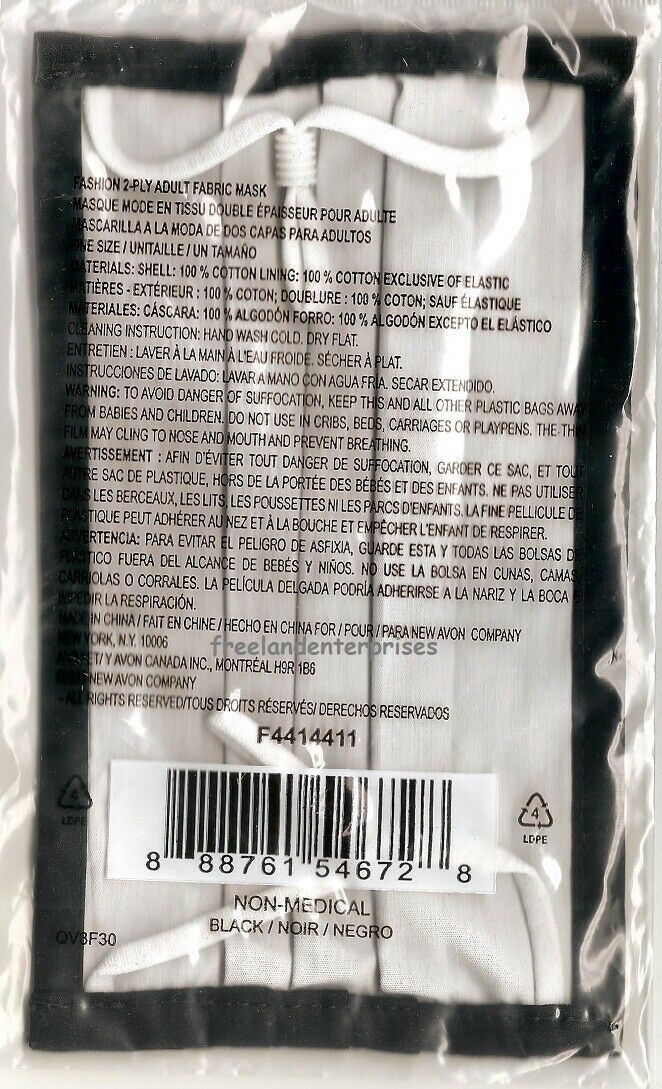 FASHION 2-PLY ADULT FABRIC MASK
MASQUE MODE EN TISSU DOUBLE ÉPAISSEUR POUR ADULTE
MASCARILLA A LA MODA DE DOS CAPAS PARA ADULTOS
ONE SIZE / UNITAILLE / UN TAMAÑO
MATERIALS: SHELL: 100 % COTTON LINING: 100 % COTTON EXCLUSIVE OF ELASTIC
MATIÈRES - EXTÉRIEUR : 100 % COTON; DOUBLURE : 100 % COTON; SAUF ÉLASTIQUE
MATERIALES: CÁSCARA: 100 % ALGODÓN FORRO: 100 % ALGODÓN EXCEPTO EL ELÁSTICO
CLEANING INSTRUCTION: HAND WASH COLD. DRY FLAT.
ENTRETIEN : LAVER À LA MAIN À L'EAU FROIDE. SÉCHER À PLAT.
INSTRUCCIONES DE LAVADO: LAVAR A MANO CON AGUA FRÍA. SECAR EXTENDIDO.
WARNING: TO AVOID DANGER OF SUFFOCATION, KEEP THIS AND ALL OTHER PLASTIC BAGS AWAY
FROM BABIES AND CHILDREN. DO NOT USE IN CRIBS, BEDS, CARRIAGES OR PLAYPENS. THE THIN
FILM MAY CLING TO NOSE AND MOUTH AND PREVENT BREATHING.
AVERTISSEMENT : AFIN D'ÉVITER TOUT DANGER DE SUFFOCATION, GARDER CE SAC, ET TOUT
AUTRE SAC DE PLASTIQUE, HORS DE LA PORTÉE DES BÉBÉS ET DES ENFANTS. NE PAS UTILISER
DANS LES BERCEAUX, LES LITS, LES POUSSETTES NI LES PARCS D'ENFANTS. LA FINE PELLICULE DE
PLASTIQUE PEUT ADHÉRER AU NEZ ET À LA BOUCHE ET EMPÊCHER L'ENFANT DE RESPIRER.
ADVERTENCIA: PARA EVITAR EL PELIGRO DE ASFIXIA, GUARDE ESTA Y TODAS LAS BOLSAS DE
PLÁSTICO FUERA DEL ALCANCE DE BEBÉS Y NIÑOS. NO USE LA BOLSA EN CUNAS, CAMAS,
CARRIOLAS O CORRALES. LA PELÍCULA DELGADA PODRÍA ADHERIRSE A LA NARIZ Y LA BOCA E
IMPEDIR LA RESPIRACIÓN.
MADE IN CHINA / FAIT EN CHINE / HECHO EN CHINA FOR / POUR / PARA NEW AVON COMPANY
NEW YORK, N.Y. 10006
freelandenterprises
AND/ET/Y AVON CANADA INC., MONTRÉAL H9R 1B6
NEW AVON COMPANY
- ALL RIGHTS RESERVED/TOUS DROITS RÉSERVÉS/ DERECHOS RESERVADOS
F4414411
4
LDPE
4
LDPE
8 88761 54672 8
NON-MEDICAL
BLACK / NOIR / NEGRO
QV3F30